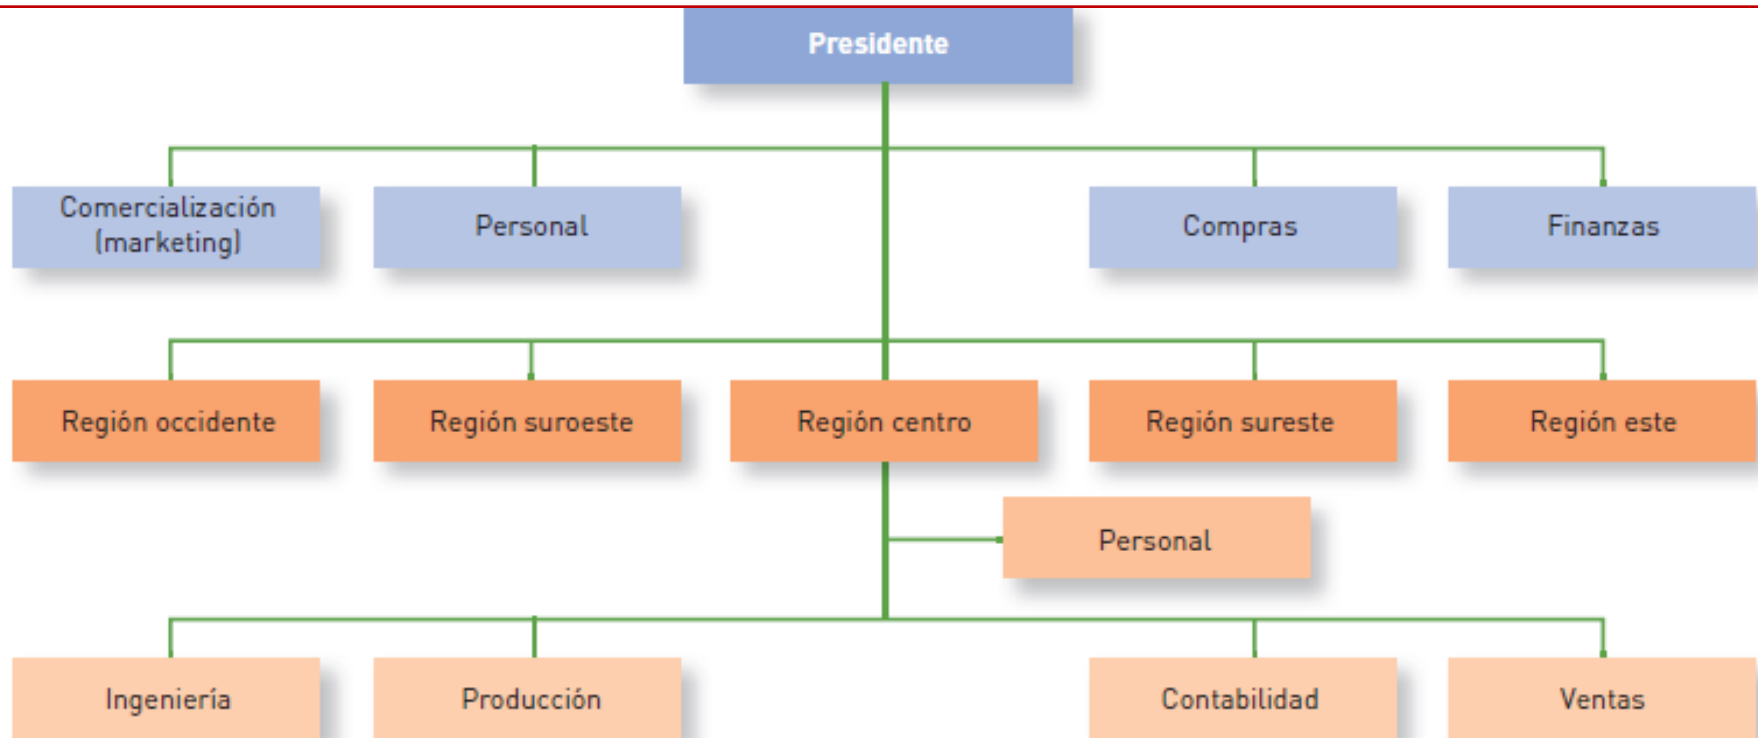 Presidente
Comercialización
(marketing)
Personal
Compras
Finanzas
Región occidente
Región suroeste
Región centro
Región sureste
Región este
Personal
Ingeniería
Producción
Contabilidad
Ventas